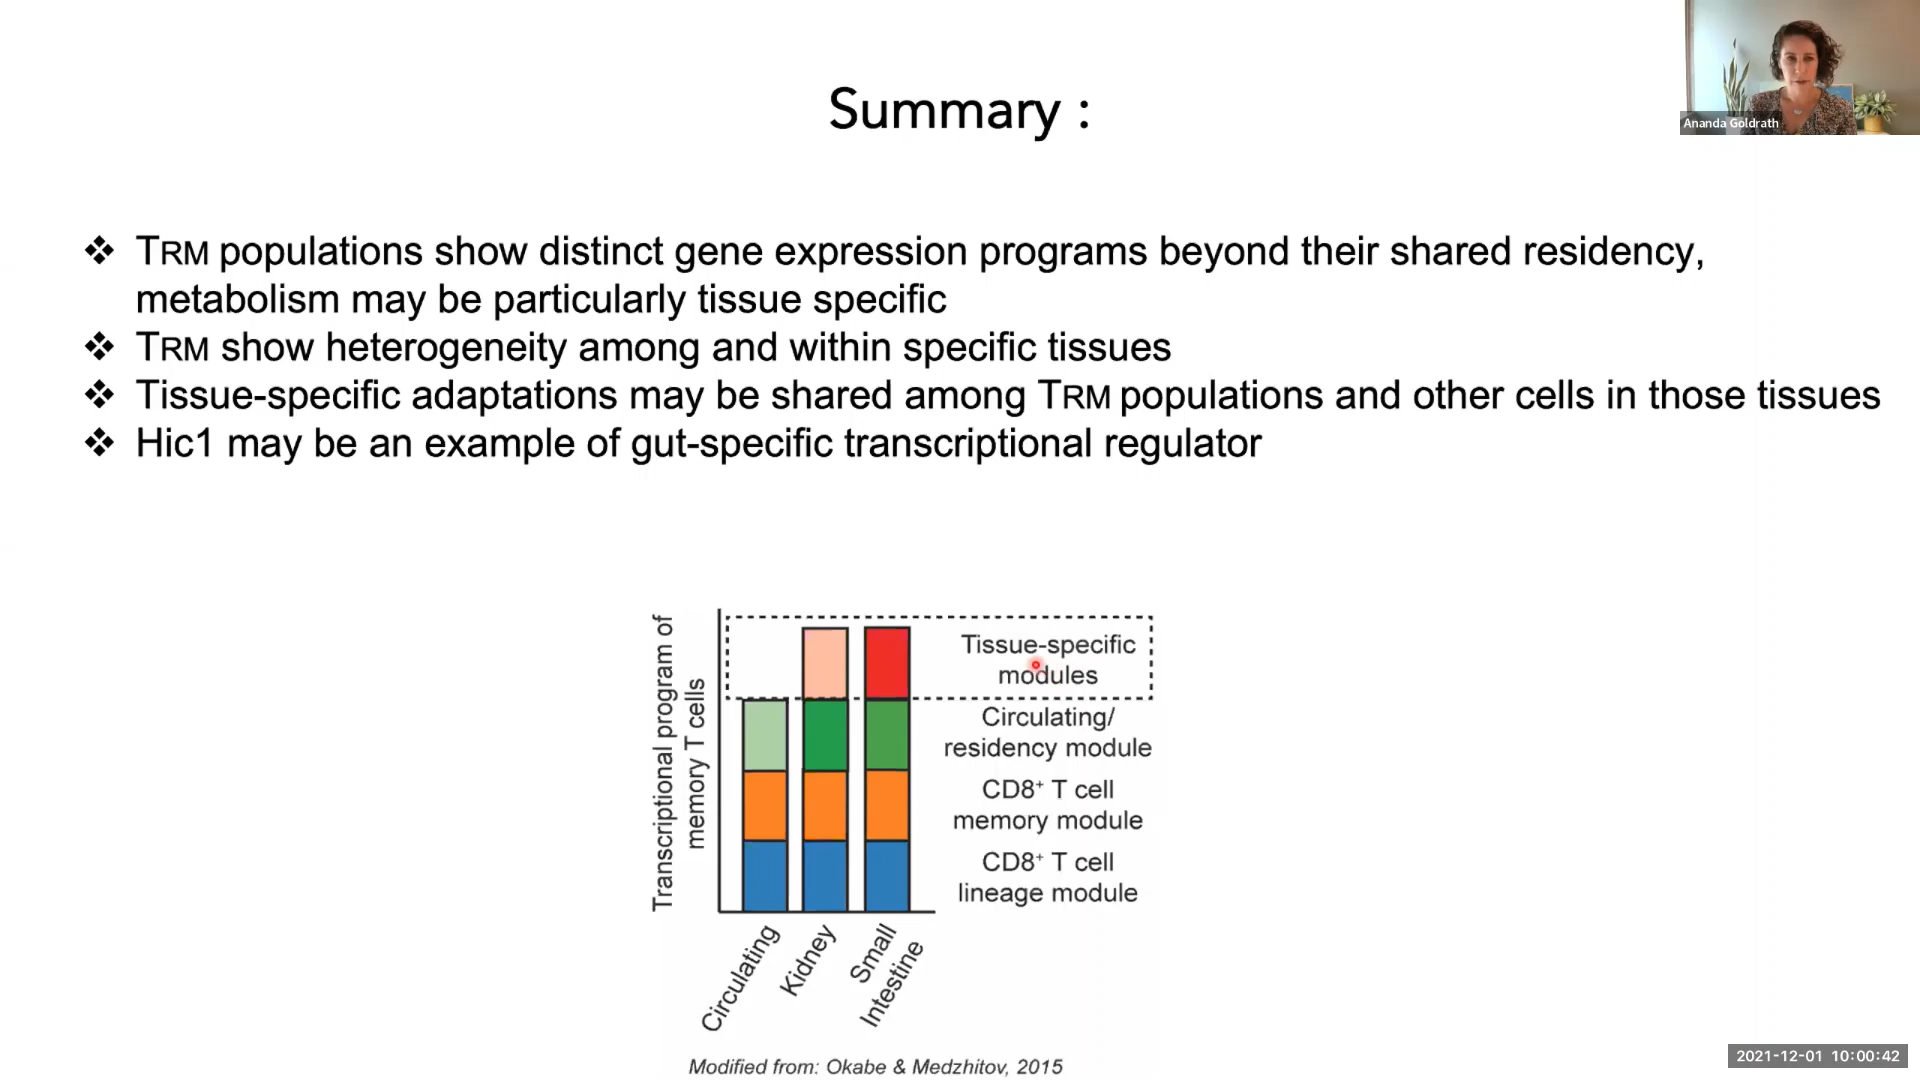 Summary :
Ananda Goldrath
❖ TRM populations show distinct gene expression programs beyond their shared residency,
metabolism may be particularly tissue specific
❖ TRM show heterogeneity among and within specific tissues
❖ Tissue-specific adaptations may be shared among TRM populations and other cells in those tissues
❖ Hic1 may be an example of gut-specific transcriptional regulator
Transcriptional program of
memory T cells
Tissue-specific
modules
Circulating/
residency module
CD8⁺ T cell
memory module
CD8⁺ T cell
lineage module
Circulating
Kidney
Small
Intestine
Modified from: Okabe & Medzhitov, 2015
2021-12-01 10:00:42